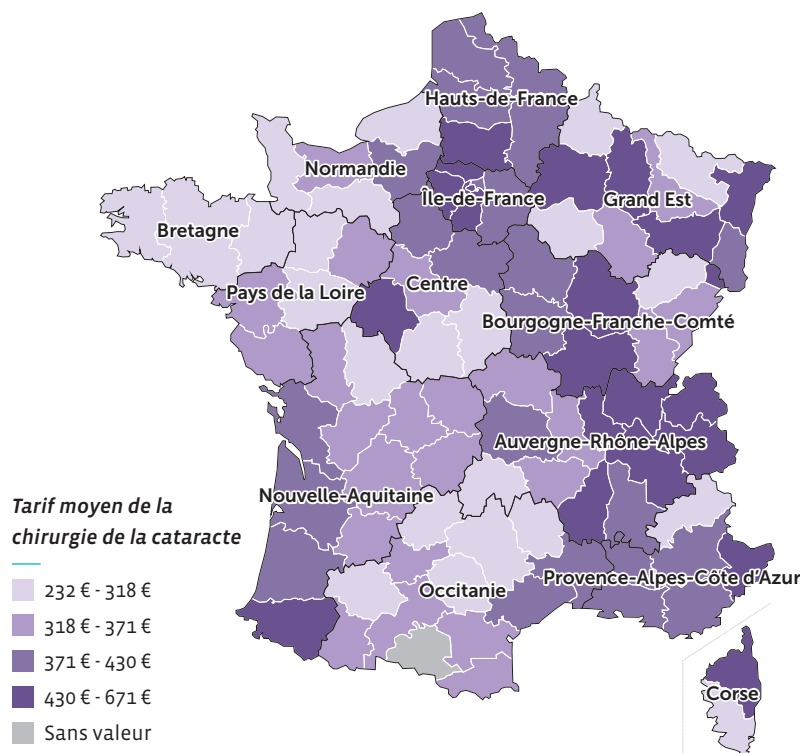 Hauts-de-France
Normandie
Île-de-France
Grand Est
Bretagne
Pays de la Loire
Centre
Bourgogne-Franche-Comté
Auvergne-Rhône-Alpes
Nouvelle-Aquitaine
Occitanie
Provence-Alpes-Côte d'Azur
Corse
Tarif moyen de la
chirurgie de la cataracte
232 € - 318 €
318 € - 371 €
371 € - 430 €
430 € - 671 €
Sans valeur